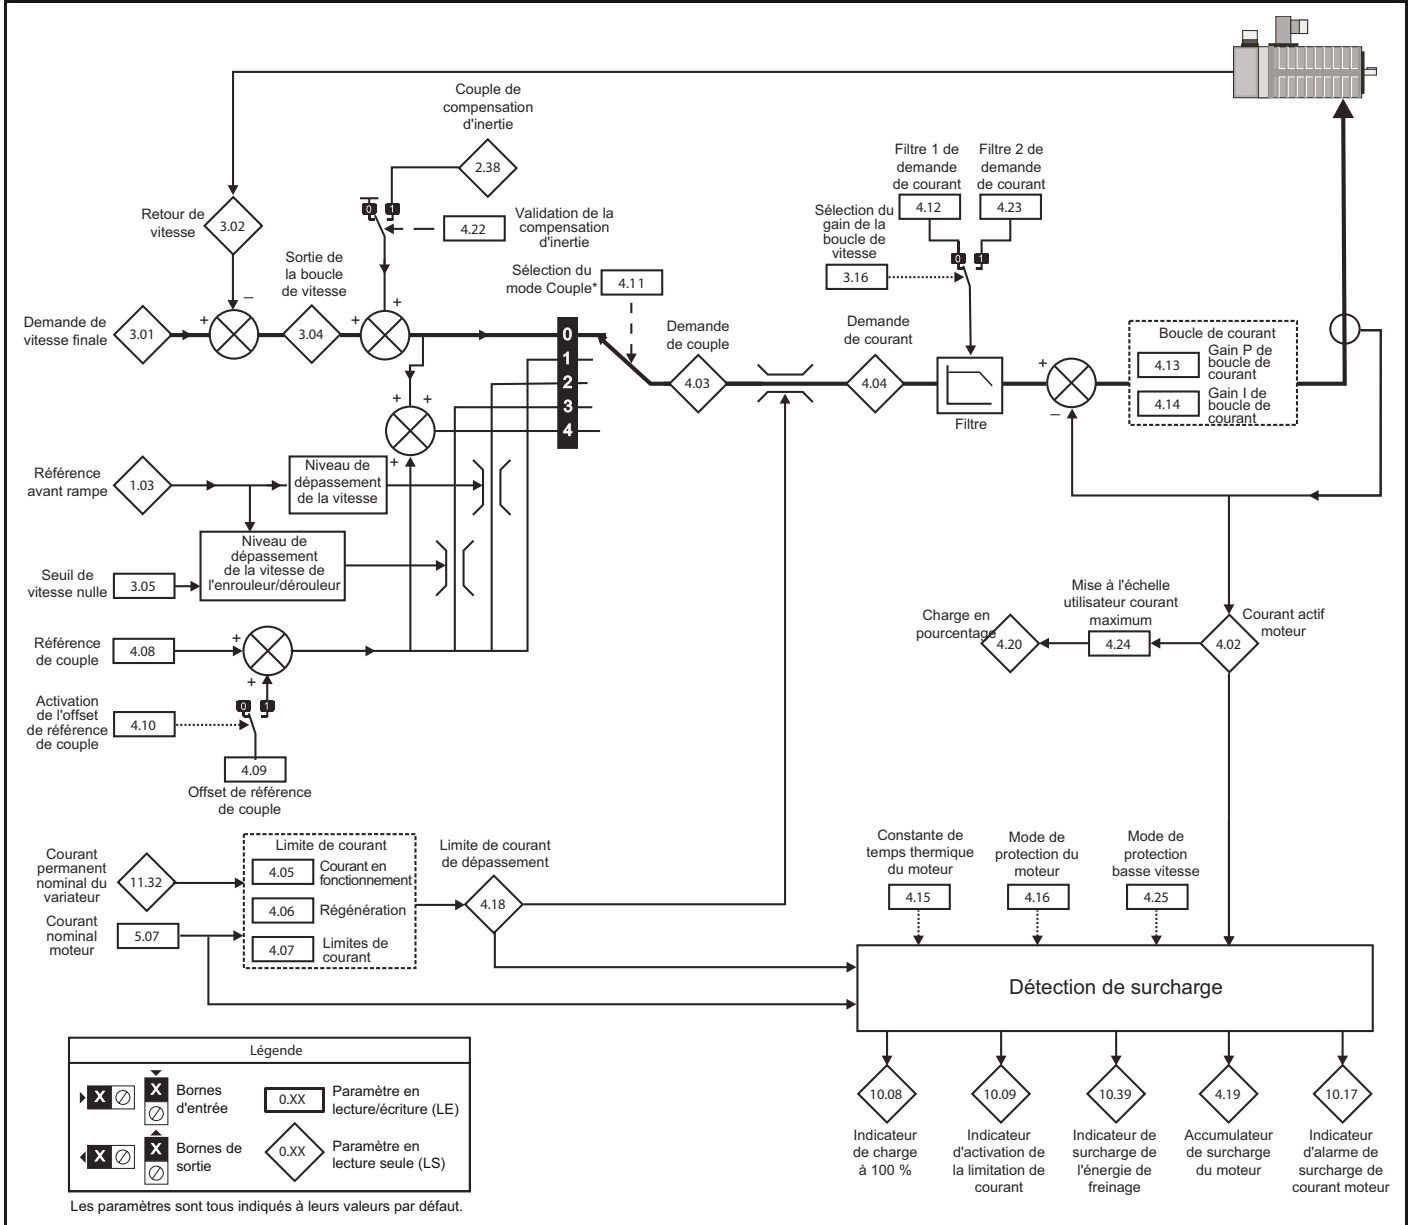 Couple de
compensation
d'inertie
2.38
Retour de
vitesse
3.02
0
1
4.22
Validation de la
compensation
d'inertie
Filtre 1 de
demande
de courant
Filtre 2 de
demande
de courant
4.12
4.23
Sélection du
gain de la
boucle de
vitesse
3.16
0
1
Sortie de
la boucle
de vitesse
Sélection du
mode Couple*
4.11
Demande de
vitesse finale
3.01
+
–
3.04
+
+
0
1
2
3
4
Demande
de couple
4.03
Demande
de courant
4.04
Filtre
+
–
Boucle de courant
4.13
Gain P de
boucle de
courant
4.14
Gain I de
boucle de
courant
+
+
+
Référence
avant rampe
1.03
Niveau de
dépassement
de la vitesse
Niveau de
dépassement
de la vitesse de
l'enrouleur/dérouleur
Seuil de
vitesse nulle
3.05
Référence
de couple
4.08
+
+
Activation
de l'offset
de référence
de couple
4.10
0
1
4.09
Offset de référence
de couple
Charge en
pourcentage
4.20
Mise à l'échelle
utilisateur courant
maximum
4.24
4.02
Courant actif
moteur
Courant
permanent
nominal du
variateur
11.32
Courant
nominal
moteur
5.07
Limite de courant
4.05
Courant en
fonctionnement
4.06
Régénération
4.07
Limites de
courant
Limite de courant
de dépassement
4.18
Constante de
temps thermique
du moteur
4.15
Mode de
protection du
moteur
4.16
Mode de
protection
basse vitesse
4.25
Détection de surcharge
10.08
10.09
10.39
4.19
10.17
Indicateur
de charge
à 100 %
Indicateur
d'activation de
la limitation de
courant
Indicateur de
surcharge de
l'énergie de
freinage
Accumulateur
de surcharge
du moteur
Indicateur
d'alarme de
surcharge de
courant moteur
Légende
X
X
Bornes
d'entrée
0.XX
Paramètre en
lecture/écriture (LE)
X
X
Bornes de
sortie
0.XX
Paramètre en
lecture seule (LS)
Les paramètres sont tous indiqués à leurs valeurs par défaut.